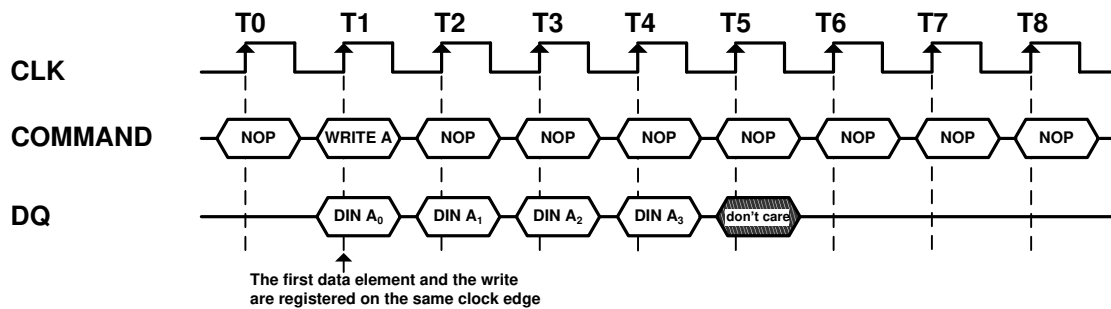 T0 T1 T2 T3 T4 T5 T6 T7 T8
CLK
COMMAND NOP WRITE A NOP NOP NOP NOP NOP NOP NOP
DQ DIN A₀ DIN A₁ DIN A₂ DIN A₃ don't care
The first data element and the write
are registered on the same clock edge